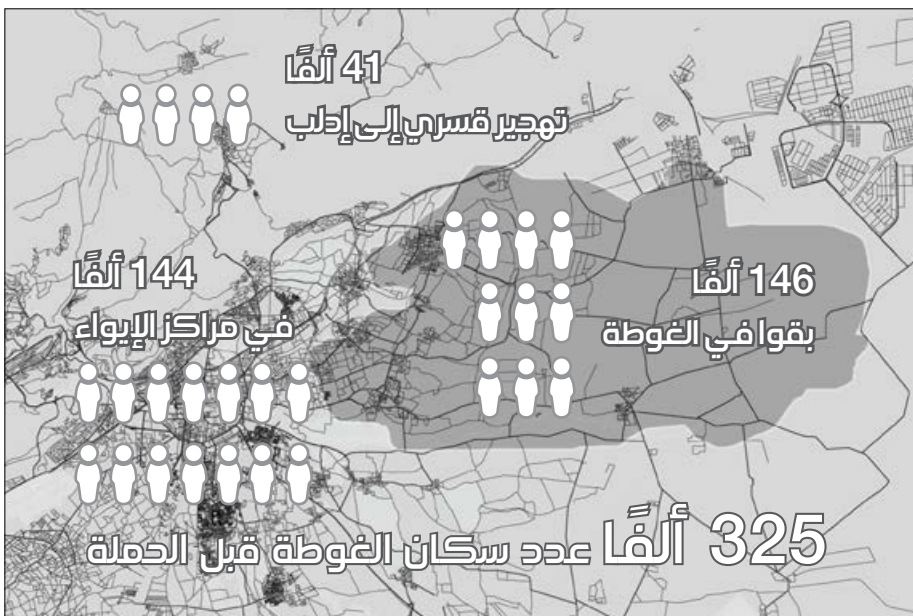 41 ألفًا
تهجير قسري إلى إدلب
146 ألفًا
بقوا في الغوطة
144 ألفًا
في مراكز الإيواء
325 ألفًا عدد سكان الغوطة قبل الحملة